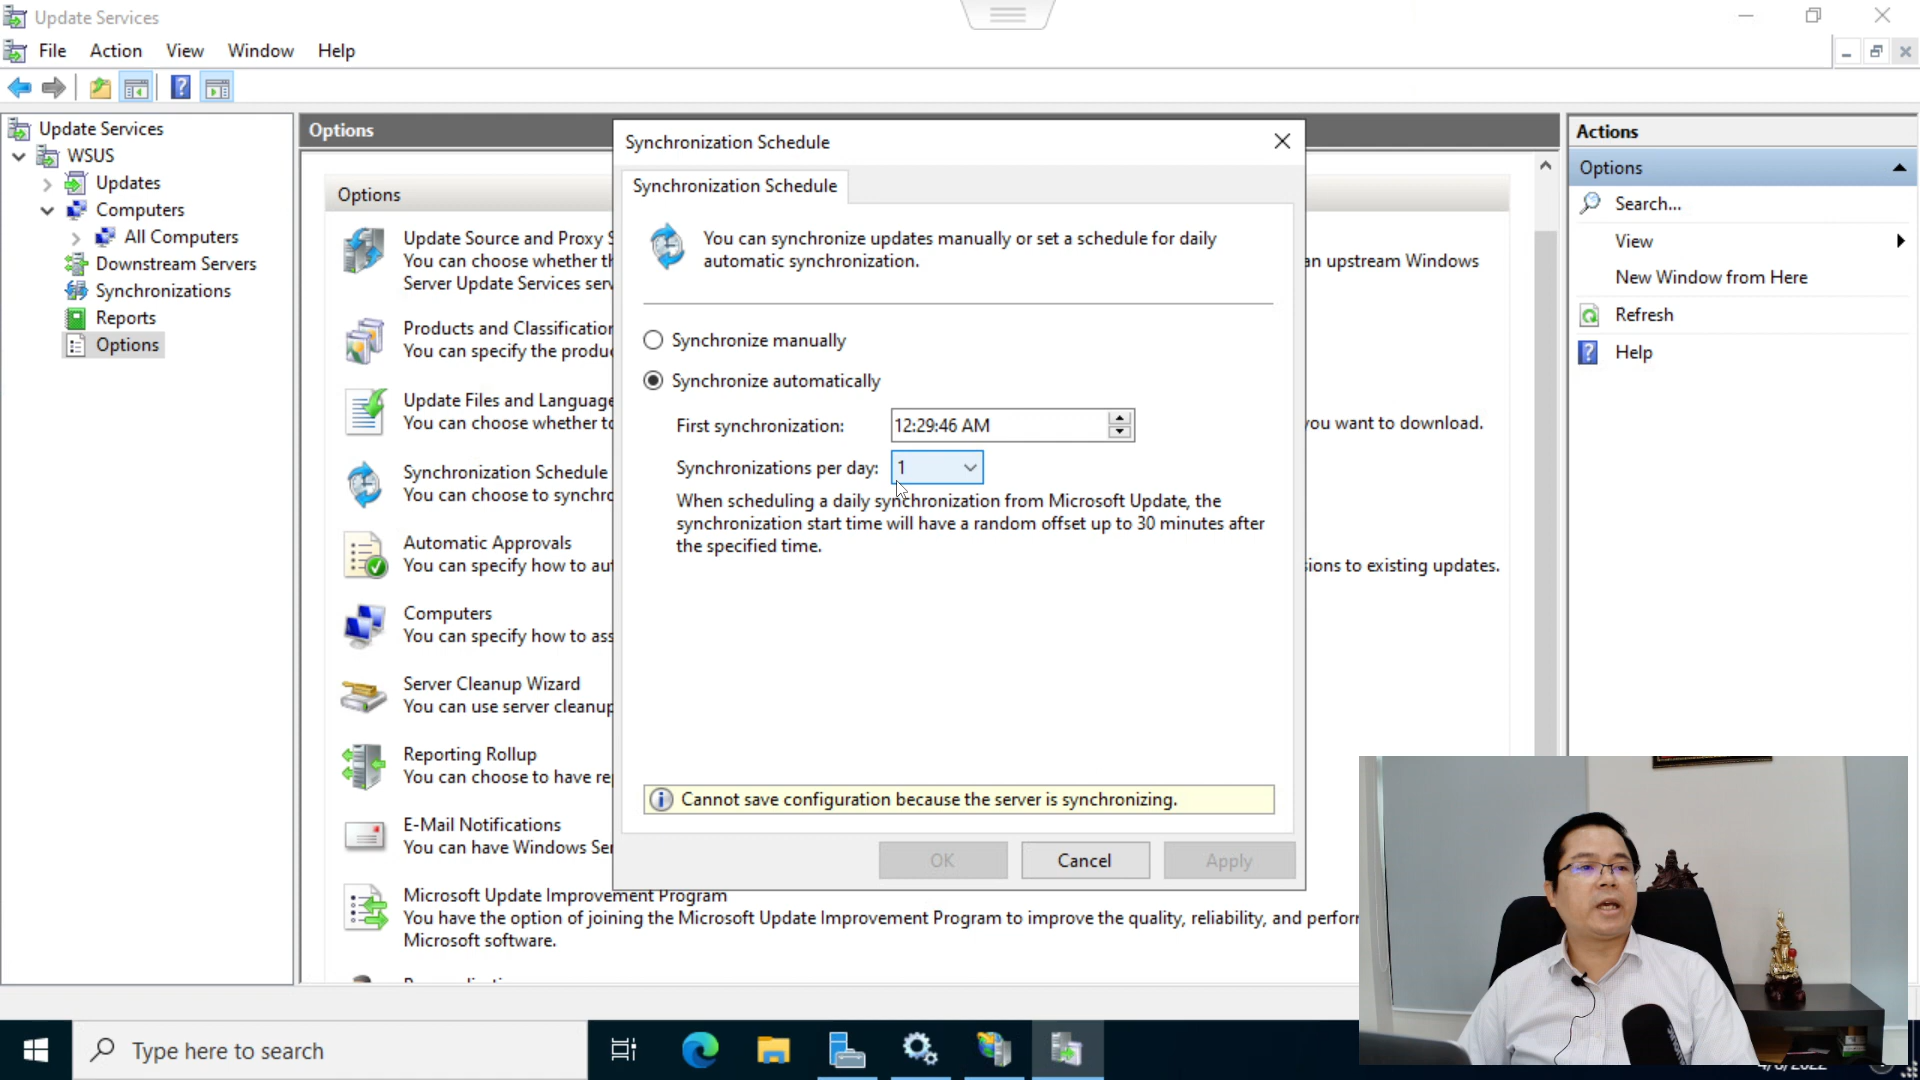 Update Services
File Action View Window Help
Update Services
WSUS
Updates
Computers
All Computers
Downstream Servers
Synchronizations
Reports
Options
Options
Options
Update Source and Proxy S
You can choose whether th
an upstream Windows
Server Update Services serv
Products and Classification
You can specify the produc
Update Files and Language
You can choose whether to
you want to download.
Synchronization Schedule
You can choose to synchro
Automatic Approvals
You can specify how to aut
sions to existing updates.
Computers
You can specify how to ass
Server Cleanup Wizard
You can use server cleanup
Reporting Rollup
You can choose to have rep
E-Mail Notifications
You can have Windows Ser
Microsoft Update Improvement Program
You have the option of joining the Microsoft Update Improvement Program to improve the quality, reliability, and perfor
Microsoft software.
Synchronization Schedule
Synchronization Schedule
You can synchronize updates manually or set a schedule for daily
automatic synchronization.
Synchronize manually
Synchronize automatically
First synchronization: 12:29:46 AM
Synchronizations per day: 1
When scheduling a daily synchronization from Microsoft Update, the
synchronization start time will have a random offset up to 30 minutes after
the specified time.
Cannot save configuration because the server is synchronizing.
OK Cancel Apply
Actions
Options
Search...
View
New Window from Here
Refresh
Help
Type here to search